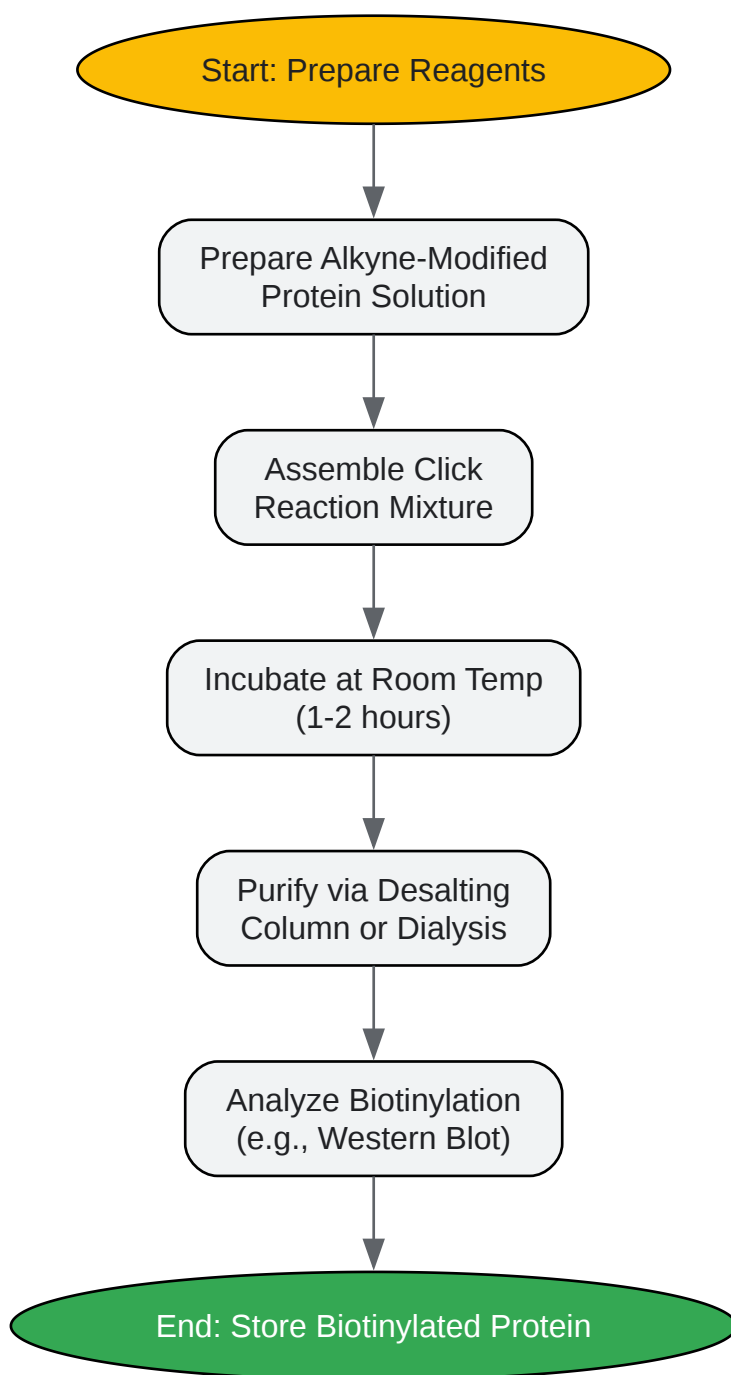 Start: Prepare Reagents
Prepare Alkyne-Modified
Protein Solution
Assemble Click
Reaction Mixture
Incubate at Room Temp
(1-2 hours)
Purify via Desalting
Column or Dialysis
Analyze Biotinylation
(e.g., Western Blot)
End: Store Biotinylated Protein